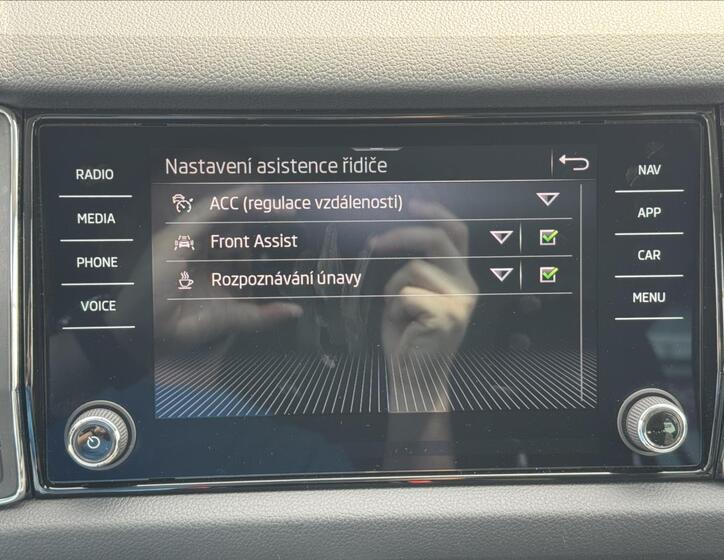 Nastavení asistence řidiče
ACC (regulace vzdálenosti)
Front Assist
Rozpoznávání únavy
RADIO
MEDIA
PHONE
VOICE
NAV
APP
CAR
MENU